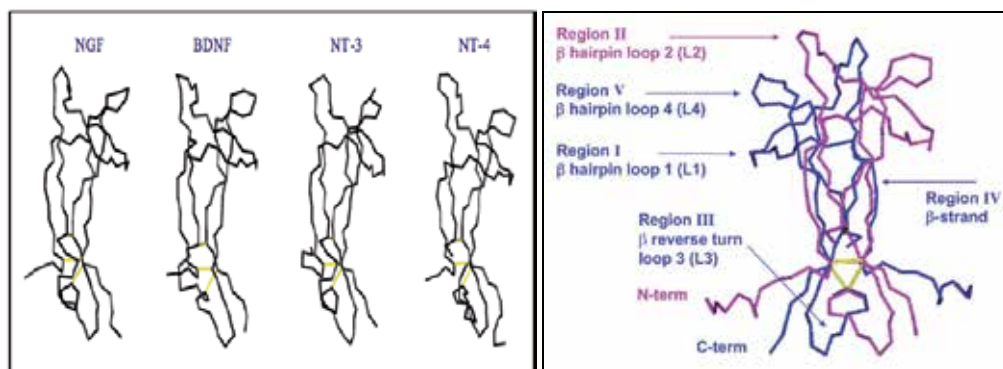 NGF BDNF NT-3 NT-4
Region II
β hairpin loop 2 (L2)
Region V
β hairpin loop 4 (L4)
Region I
β hairpin loop 1 (L1)
Region IV
β-strand
Region III
β reverse turn
loop 3 (L3)
N-term
C-term